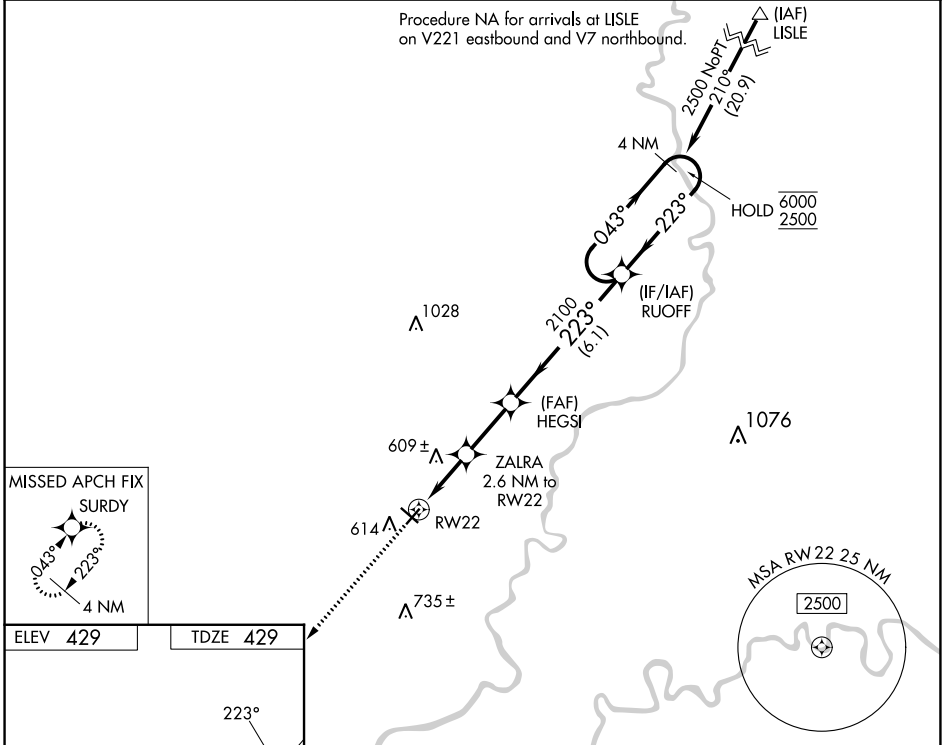 Procedure NA for arrivals at LISLE
on V221 eastbound and V7 northbound.
(IAF)
LISLE
2500 NoPT
210°
(20.9)
4 NM
HOLD
6000
2500
043°
223°
(IF/IAF)
RUOFF
1028
2100
223°
(6.1)
(FAF)
HEGSI
1076
609±
ZALRA
2.6 NM to
RW22
614
RW22
735±
MISSED APCH FIX
SURDY
043°
223°
4 NM
MSA RW 22 25 NM
2500
ELEV 429
TDZE 429
223°